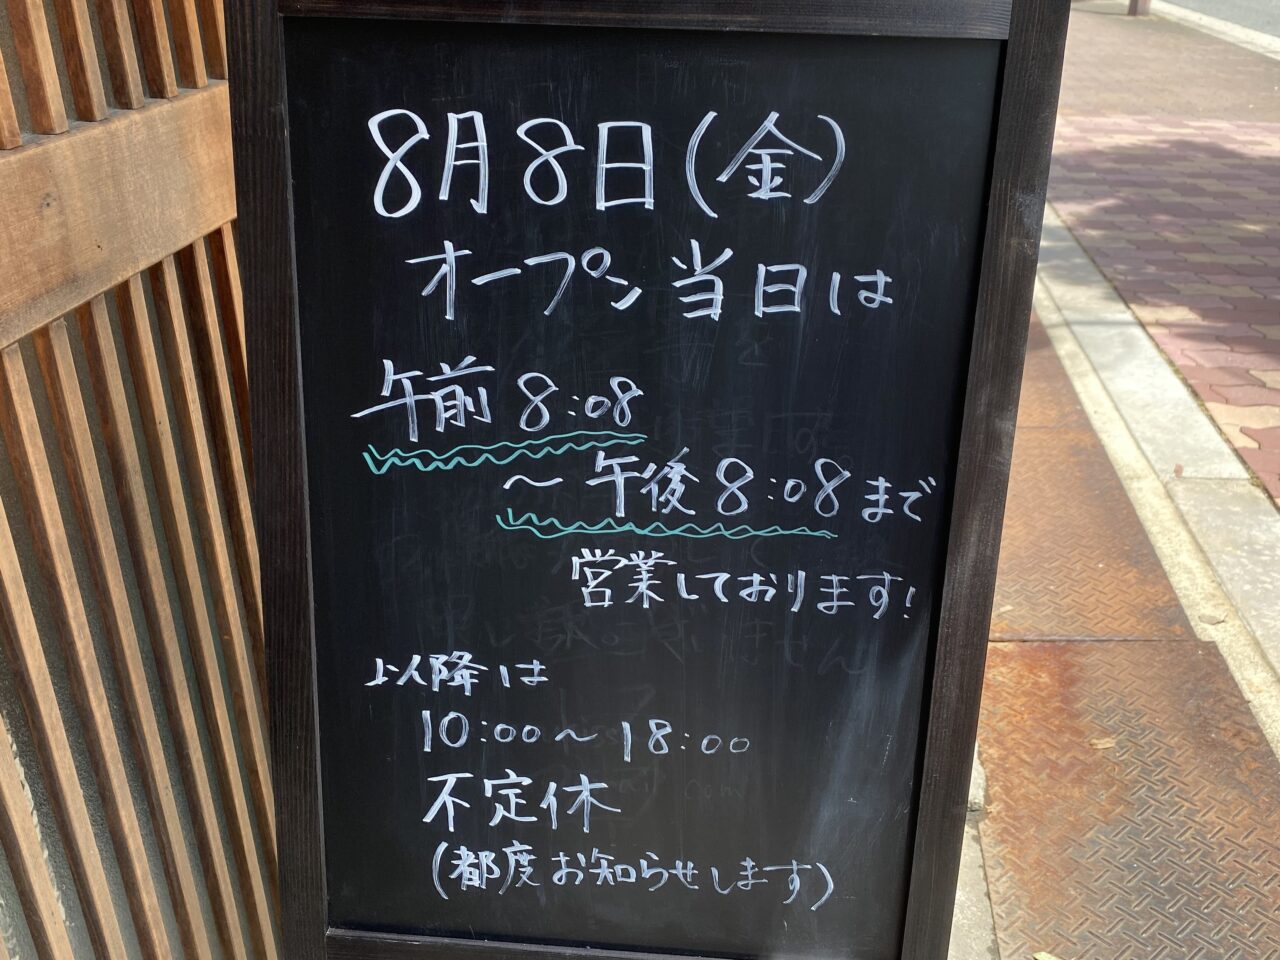 8月8日(金)
オープン当日は
午前8:08
～午後8:08まで
営業しております!
以降は
10:00～18:00
不定休
(都度お知らせします)